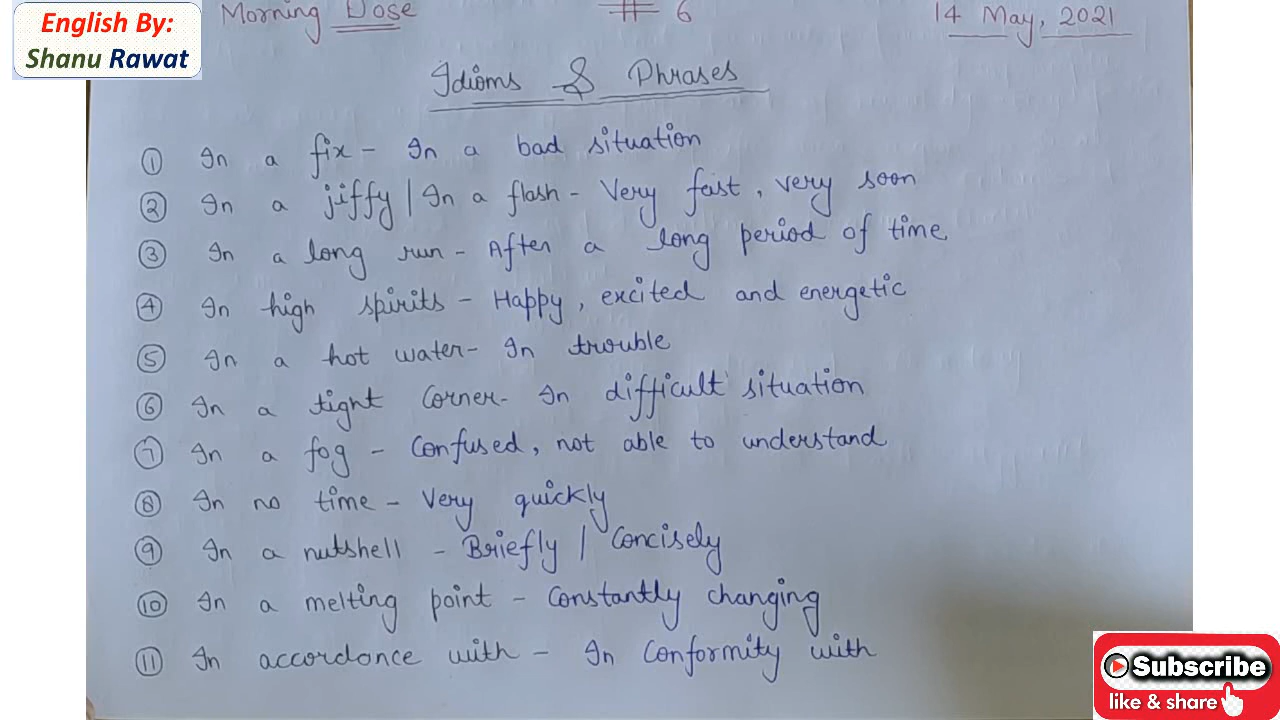 English By:
Shanu Rawat
Morning Dose # 6 14 May, 2021
Idioms & Phrases
① In a fix - In a bad situation
② In a jiffy / In a flash - Very fast, very soon
③ In a long run - After a long period of time
④ In high spirits - Happy, excited and energetic
⑤ In a hot water - In trouble
⑥ In a tight corner - In difficult situation
⑦ In a fog - Confused, not able to understand
⑧ In no time - Very quickly
⑨ In a nutshell - Briefly / Concisely
⑩ In a melting point - Constantly changing
⑪ In accordance with - In conformity with
Subscribe
like & share